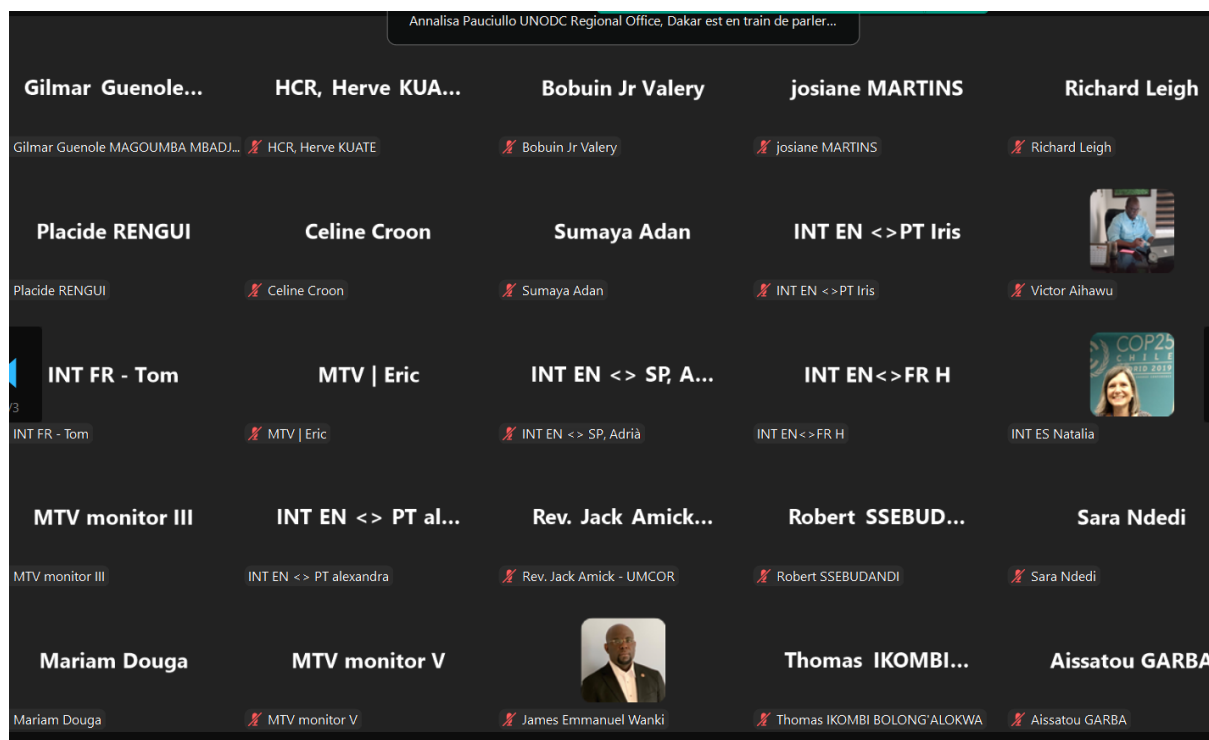 Annalisa Pauciullo UNODC Regional Office, Dakar est en train de parler...
Gilmar Guenole...
HCR, Herve KUA...
Bobuin Jr Valery
josiane MARTINS
Richard Leigh
Gilmar Guenole MAGOUMBA MBADJ...
HCR, Herve KUATE
Bobuin Jr Valery
josiane MARTINS
Richard Leigh
Placide RENGUI
Celine Croon
Sumaya Adan
INT EN <>PT Iris
Placide RENGUI
Celine Croon
Sumaya Adan
INT EN <>PT Iris
Victor Aihawu
INT FR - Tom
MTV | Eric
INT EN <> SP, A...
INT EN<>FR H
COP25
CHILE
2019
/3
INT FR - Tom
MTV | Eric
INT EN <> SP, Adrià
INT EN<>FR H
INT ES Natalia
MTV monitor III
INT EN <> PT al...
Rev. Jack Amick...
Robert SSEBUD...
Sara Ndedi
MTV monitor III
INT EN <> PT alexandra
Rev. Jack Amick - UMCOR
Robert SSEBUDANDI
Sara Ndedi
Mariam Douga
MTV monitor V
Thomas IKOMBI...
Aissatou GARBA
Mariam Douga
MTV monitor V
James Emmanuel Wanki
Thomas IKOMBI BOLONG'ALOKWA
Aissatou GARBA